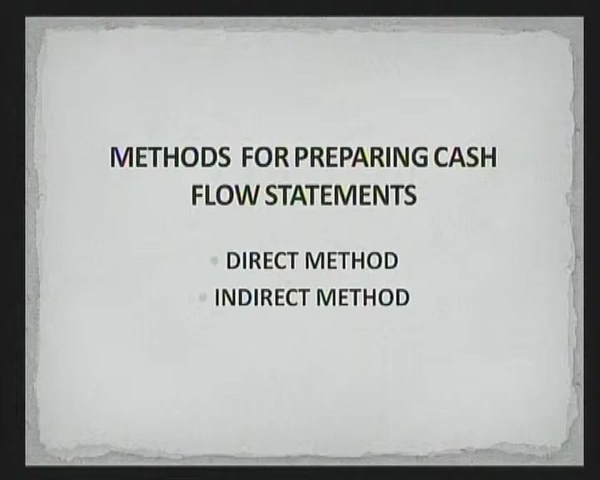 METHODS FOR PREPARING CASH
FLOW STATEMENTS
• DIRECT METHOD
• INDIRECT METHOD